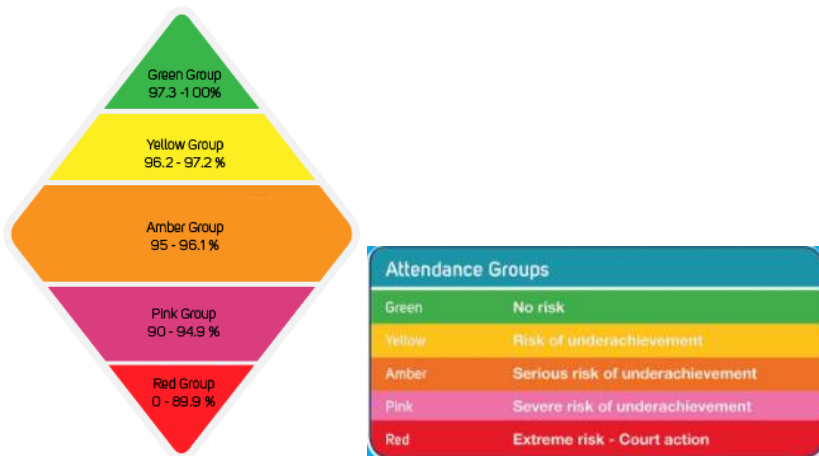 Green Group
97.3 -100%
Yellow Group
96.2 - 97.2 %
Amber Group
95 - 96.1 %
Pink Group
90 - 94.9 %
Red Group
0 - 89.9 %
Attendance Groups
Green No risk
Yellow Risk of underachievement
Amber Serious risk of underachievement
Pink Severe risk of underachievement
Red Extreme risk - Court action